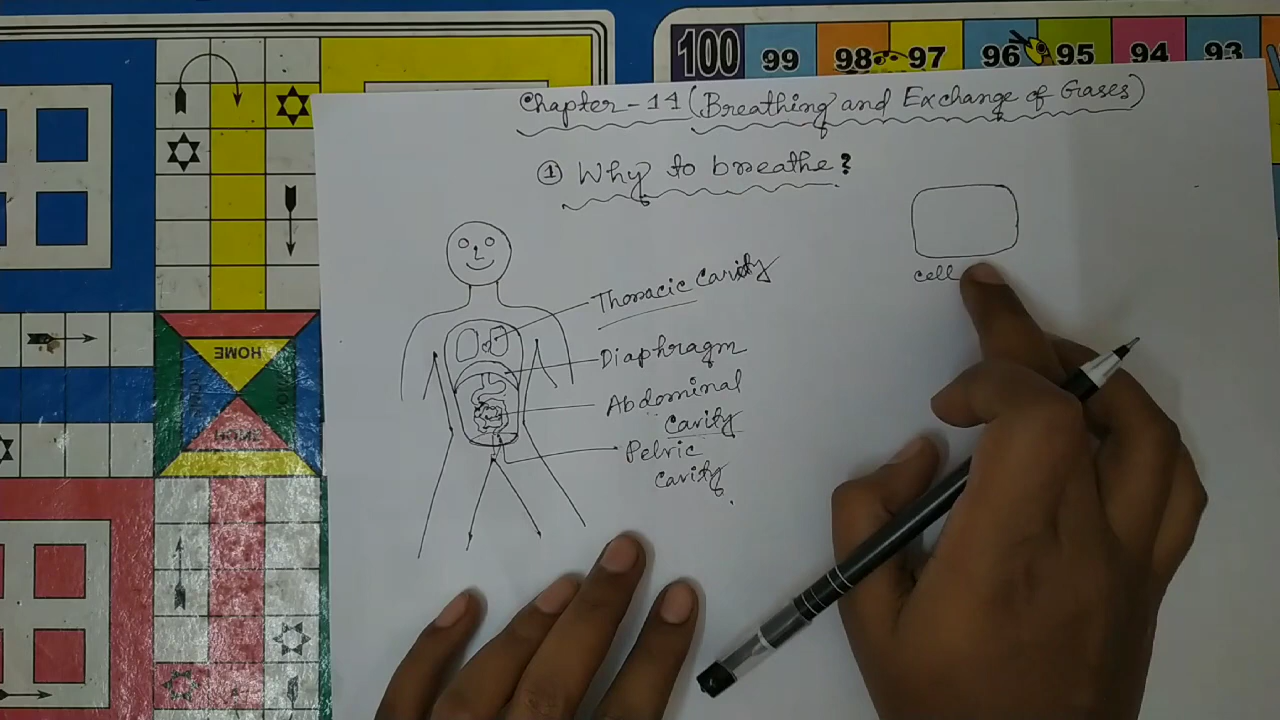 100 99 98 97 96 95 94 93
Chapter-14 (Breathing and Exchange of Gases)
① Why to breathe?
cell
Thoracic cavity
Diaphragm
Abdominal
cavity
Pelvic
cavity.
HOME
HOME